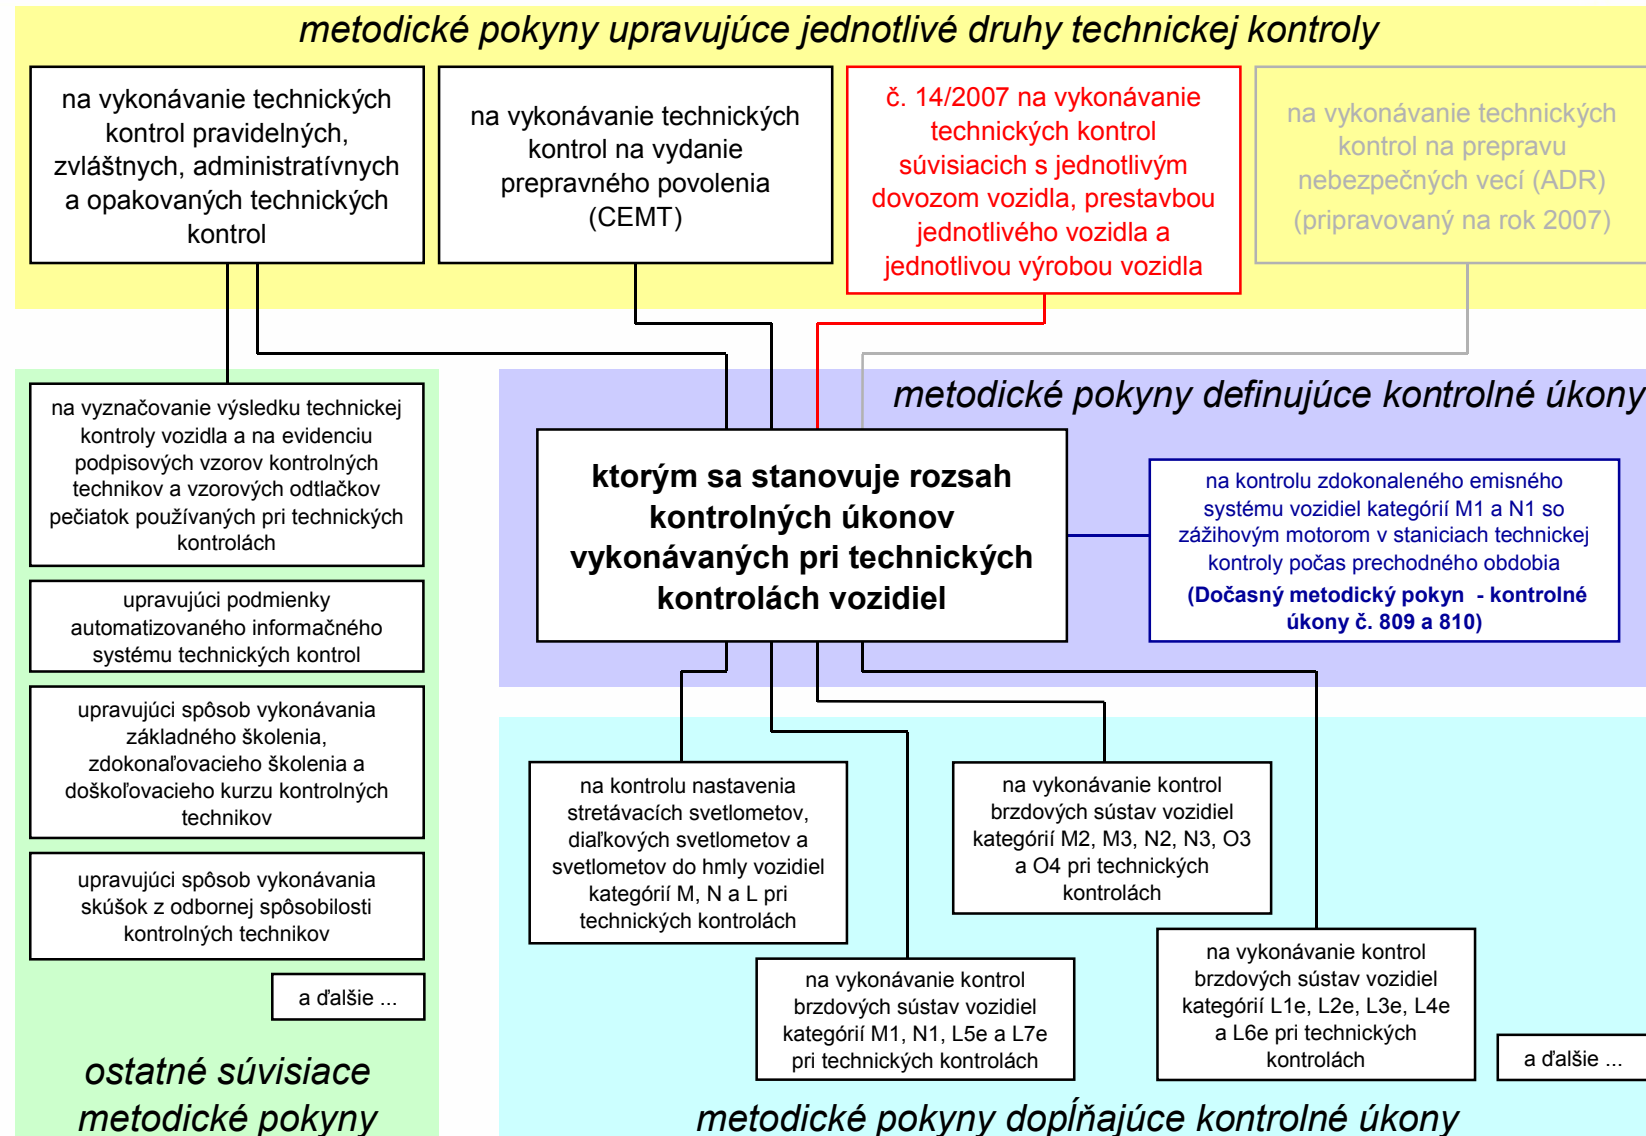 metodické pokyny upravujúce jednotlivé druhy technickej kontroly
na vykonávanie technických
kontrol pravidelných,
zvláštnych, administratívnych
a opakovaných technických
kontrol
na vykonávanie technických
kontrol na vydanie
prepravného povolenia
(CEMT)
č. 14/2007 na vykonávanie
technických kontrol
súvisiacich s jednotlivým
dovozom vozidla, prestavbou
jednotlivého vozidla a
jednotlivou výrobou vozidla
na vykonávanie technických
kontrol na prepravu
nebezpečných vecí (ADR)
(pripravovaný na rok 2007)
na vyznačovanie výsledku technickej
kontroly vozidla a na evidenciu
podpisových vzorov kontrolných
technikov a vzorových odtlačkov
pečiatok používaných pri technických
kontrolách
upravujúci podmienky
automatizovaného informačného
systému technických kontrol
upravujúci spôsob vykonávania
základného školenia,
zdokonaľovacieho školenia a
doškoľovacieho kurzu kontrolných
technikov
upravujúci spôsob vykonávania
skúšok z odbornej spôsobilosti
kontrolných technikov
a ďalšie ...
ostatné súvisiace
metodické pokyny
metodické pokyny definujúce kontrolné úkony
ktorým sa stanovuje rozsah
kontrolných úkonov
vykonávaných pri technických
kontrolách vozidiel
na kontrolu zdokonaleného emisného
systému vozidiel kategórií M1 a N1 so
zážihovým motorom v staniciach technickej
kontroly počas prechodného obdobia
(Dočasný metodický pokyn - kontrolné
úkony č. 809 a 810)
na kontrolu nastavenia
stretávacích svetlometov,
diaľkových svetlometov a
svetlometov do hmly vozidiel
kategórií M, N a L pri
technických kontrolách
na vykonávanie kontrol
brzdových sústav vozidiel
kategórií M2, M3, N2, N3, O3
a O4 pri technických
kontrolách
na vykonávanie kontrol
brzdových sústav vozidiel
kategórií M1, N1, L5e a L7e
pri technických kontrolách
na vykonávanie kontrol
brzdových sústav vozidiel
kategórií L1e, L2e, L3e, L4e
a L6e pri technických
kontrolách
a ďalšie ...
metodické pokyny dopĺňajúce kontrolné úkony